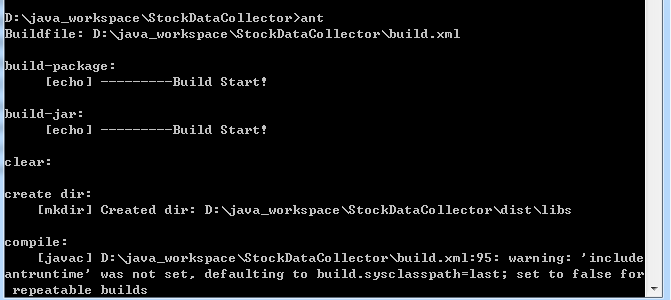 D:\java_workspace\StockDataCollector>ant
Buildfile: D:\java_workspace\StockDataCollector\build.xml
build-package:
[echo] ---------Build Start!
build-jar:
[echo] ---------Build Start!
clear:
create dir:
[mkdir] Created dir: D:\java_workspace\StockDataCollector\dist\libs
compile:
[javac] D:\java_workspace\StockDataCollector\build.xml:95: warning: 'include
antruntime' was not set, defaulting to build.sysclasspath=last; set to false for
repeatable builds